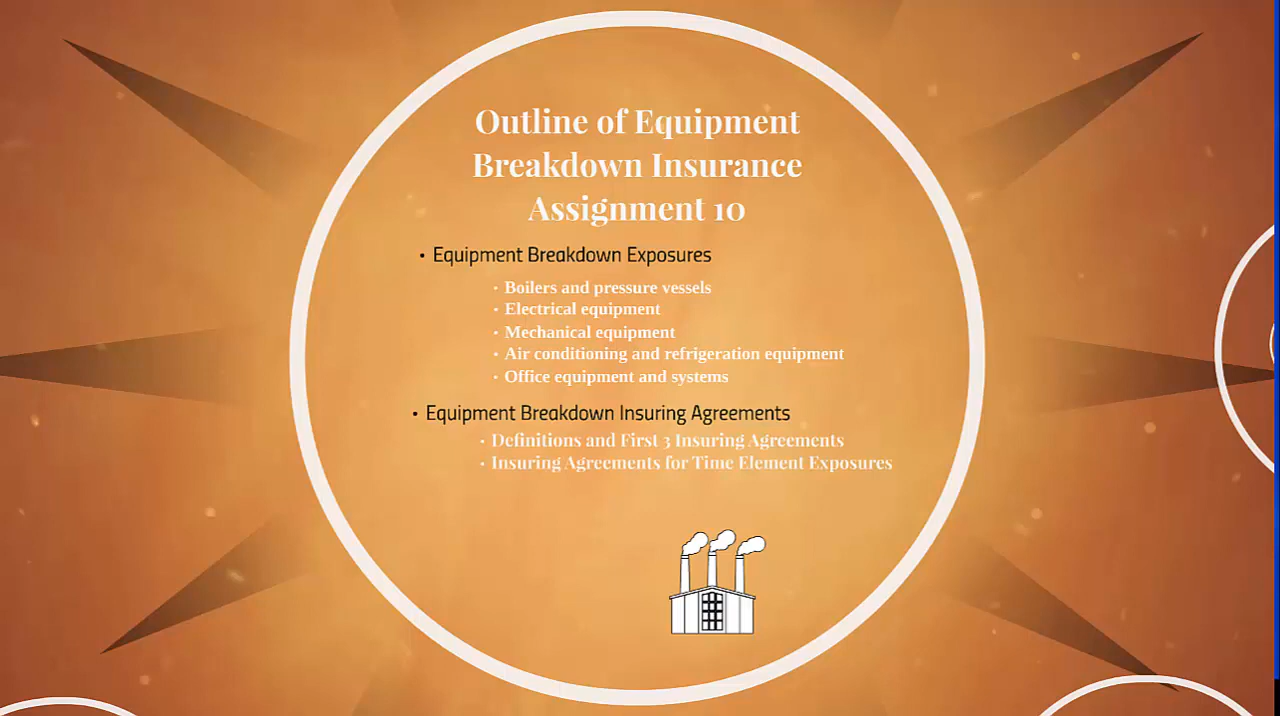 Outline of Equipment
Breakdown Insurance
Assignment 10
• Equipment Breakdown Exposures
• Boilers and pressure vessels
• Electrical equipment
• Mechanical equipment
• Air conditioning and refrigeration equipment
• Office equipment and systems
• Equipment Breakdown Insuring Agreements
• Definitions and First 3 Insuring Agreements
• Insuring Agreements for Time Element Exposures